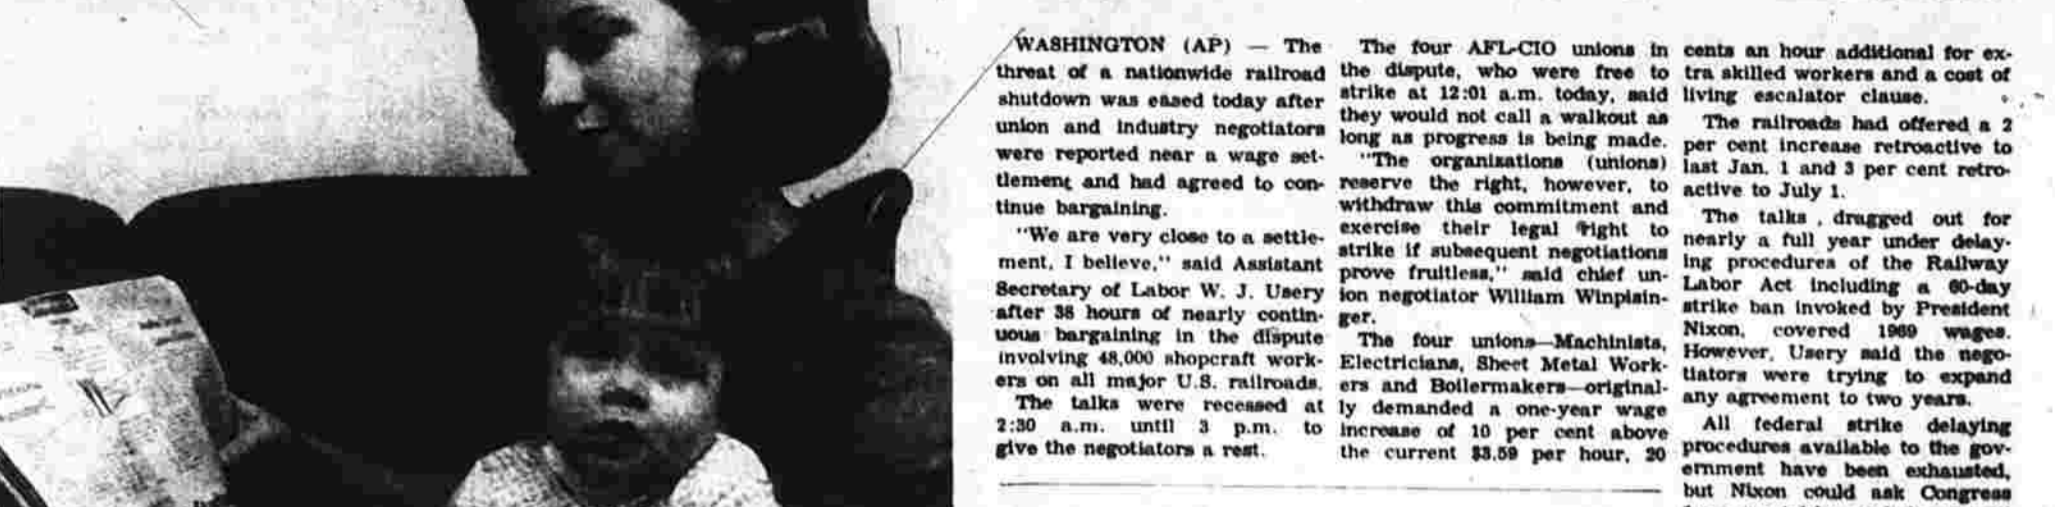 WASHINGTON (AP) — The
threat of a nationwide railroad
shutdown was eased today after
union and industry negotiators
were reported near a wage set-
tlement and had agreed to con-
tinue bargaining.
"We are very close to a settle-
ment, I believe," said Assistant
Secretary of Labor W. J. Usery
after 38 hours of nearly contin-
uous bargaining in the dispute
involving 48,000 shopcraft work-
ers on all major U.S. railroads.
The talks were recessed at
2:30 a.m. until 3 p.m. to
give the negotiators a rest.
The four AFL-CIO unions in
the dispute, who were free to
strike at 12:01 a.m. today, said
they would not call a walkout as
long as progress is being made.
"The organizations (unions)
reserve the right, however, to
withdraw this commitment and
exercise their legal right to
strike if subsequent negotiations
prove fruitless," said chief un-
ion negotiator William Winpisin-
ger.
The four unions—Machinists,
Electricians, Sheet Metal Work-
ers and Boilermakers—original-
ly demanded a one-year wage
increase of 10 per cent above
the current $3.59 per hour, 20
cents an hour additional for ex-
tra skilled workers and a cost of
living escalator clause.
The railroads had offered a 2
per cent increase retroactive to
last Jan. 1 and 3 per cent retro-
active to July 1.
The talks, dragged out for
nearly a full year under delay-
ing procedures of the Railway
Labor Act including a 60-day
strike ban invoked by President
Nixon, covered 1969 wages.
However, Usery said the nego-
tiators were trying to expand
any agreement to two years.
All federal strike delaying
procedures available to the gov-
ernment have been exhausted,
but Nixon could ask Congress